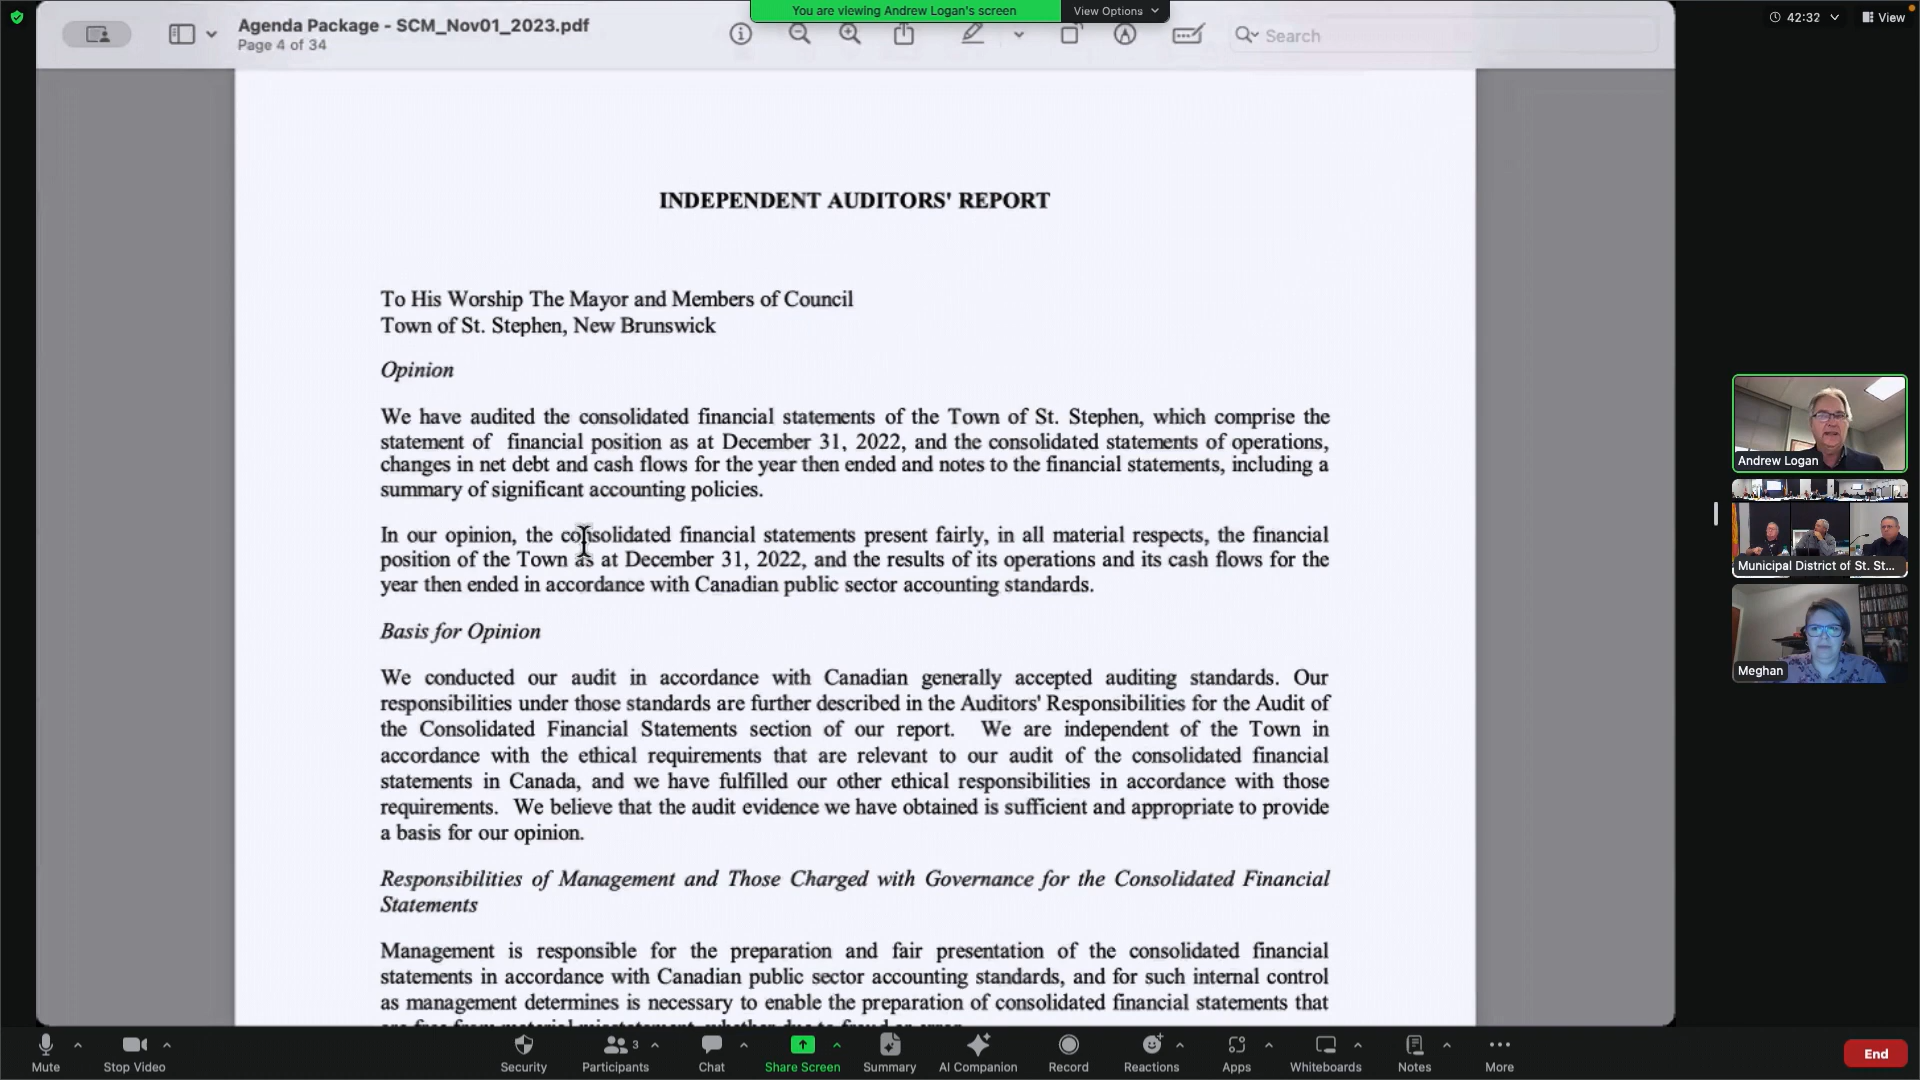 You are viewing Andrew Logan's screen
View Options
42:32
View
Agenda Package - SCM_Nov01_2023.pdf
Page 4 of 34
Search
INDEPENDENT AUDITORS' REPORT
To His Worship The Mayor and Members of Council
Town of St. Stephen, New Brunswick
Opinion
We have audited the consolidated financial statements of the Town of St. Stephen, which comprise the
statement of financial position as at December 31, 2022, and the consolidated statements of operations,
changes in net debt and cash flows for the year then ended and notes to the financial statements, including a
summary of significant accounting policies.
In our opinion, the consolidated financial statements present fairly, in all material respects, the financial
position of the Town as at December 31, 2022, and the results of its operations and its cash flows for the
year then ended in accordance with Canadian public sector accounting standards.
Basis for Opinion
We conducted our audit in accordance with Canadian generally accepted auditing standards. Our
responsibilities under those standards are further described in the Auditors' Responsibilities for the Audit of
the Consolidated Financial Statements section of our report. We are independent of the Town in
accordance with the ethical requirements that are relevant to our audit of the consolidated financial
statements in Canada, and we have fulfilled our other ethical responsibilities in accordance with those
requirements. We believe that the audit evidence we have obtained is sufficient and appropriate to provide
a basis for our opinion.
Responsibilities of Management and Those Charged with Governance for the Consolidated Financial
Statements
Management is responsible for the preparation and fair presentation of the consolidated financial
statements in accordance with Canadian public sector accounting standards, and for such internal control
as management determines is necessary to enable the preparation of consolidated financial statements that
Andrew Logan
Municipal District of St. St...
Meghan
Mute
Stop Video
Security
Participants
3
Chat
Share Screen
Summary
AI Companion
Record
Reactions
Apps
Whiteboards
Notes
More
End